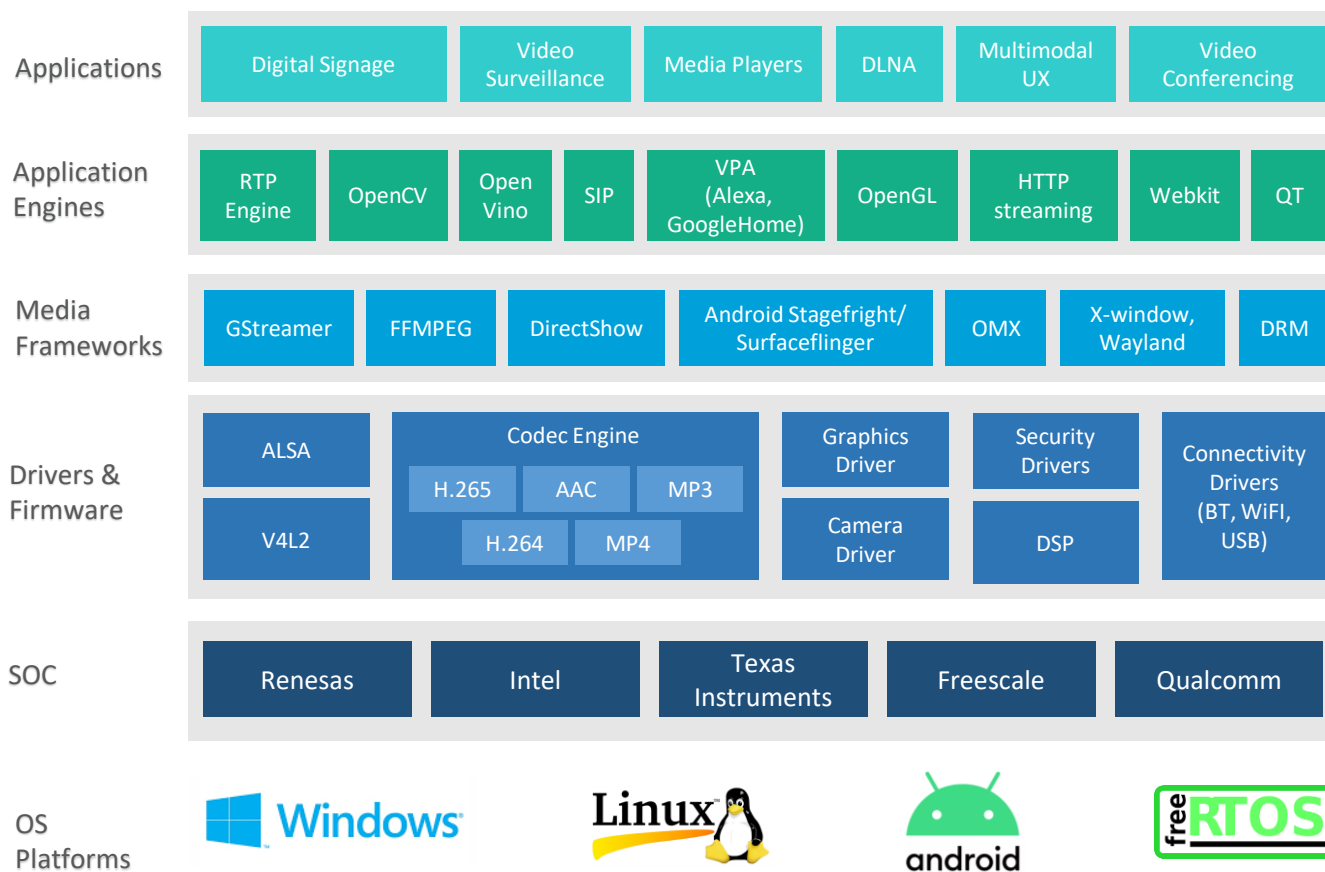 Applications
Digital Signage
Video
Surveillance
Media Players
DLNA
Multimodal
UX
Video
Conferencing
Application
Engines
RTP
Engine
OpenCV
Open
Vino
SIP
VPA
(Alexa,
GoogleHome)
OpenGL
HTTP
streaming
Webkit
QT
Media
Frameworks
GStreamer
FFMPEG
DirectShow
Android Stagefright/
Surfaceflinger
OMX
X-window,
Wayland
DRM
Drivers &
Firmware
ALSA
V4L2
Codec Engine
H.265
AAC
MP3
H.264
MP4
Graphics
Driver
Camera
Driver
Security
Drivers
DSP
Connectivity
Drivers
(BT, WiFI,
USB)
SOC
Renesas
Intel
Texas
Instruments
Freescale
Qualcomm
OS
Platforms
Windows
Linux
android
free
RTOS